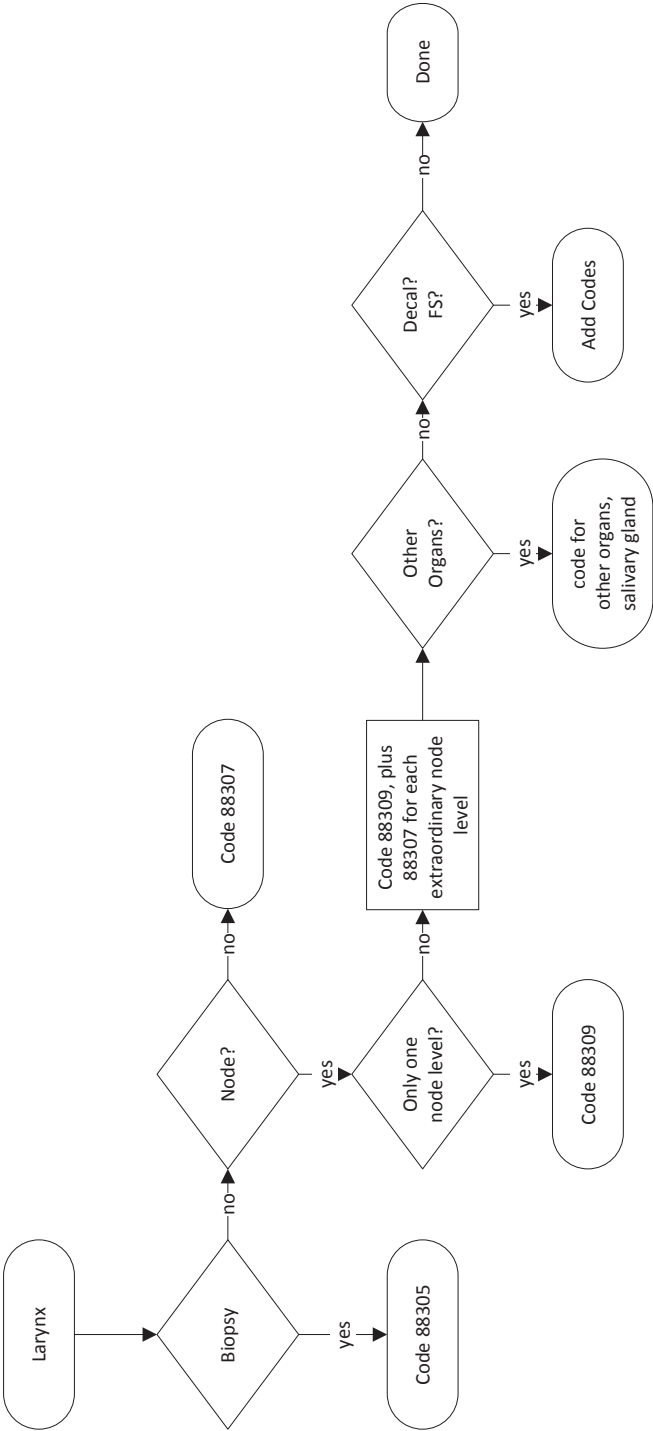 Larynx
Biopsy
yes
Code 88305
no
Node?
no
Code 88307
yes
Only one
node level?
yes
Code 88309
no
Code 88309, plus
88307 for each
extraordinary node
level
Other
Organs?
yes
code for
other organs,
salivary gland
no
Decal?
FS?
yes
Add Codes
no
Done